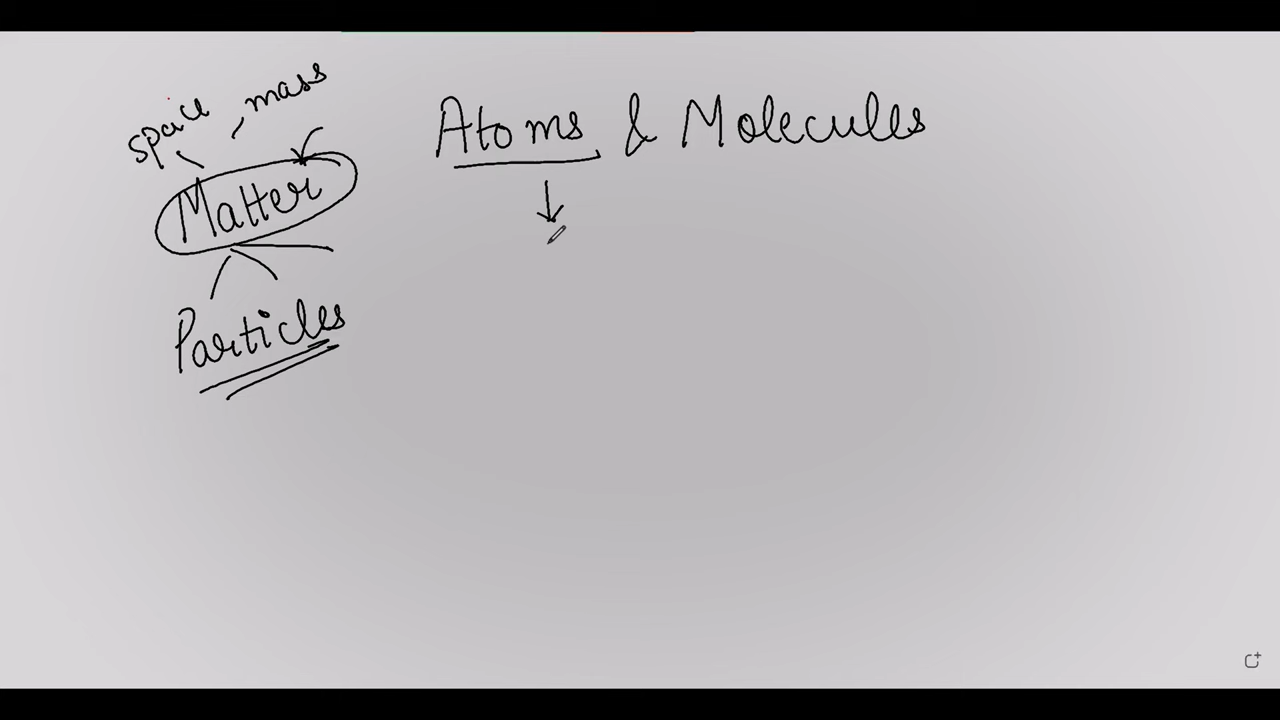 space, mass
Matter
Particles
Atoms & Molecules